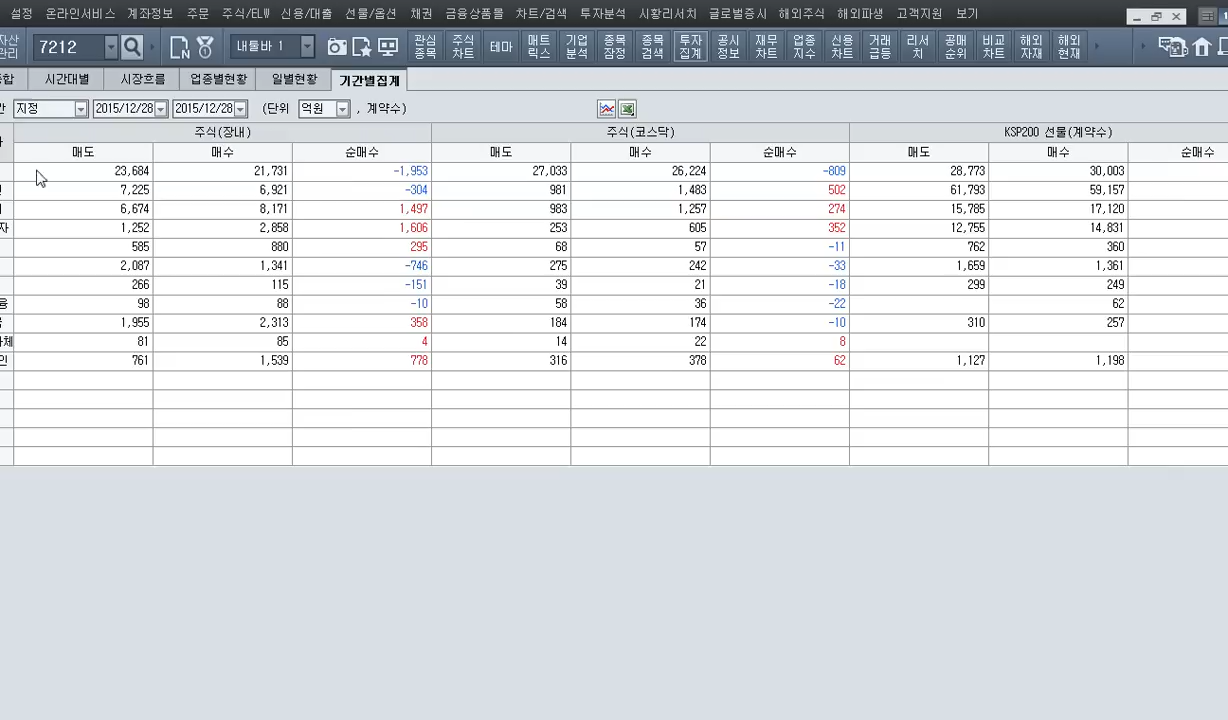 설정 온라인서비스 계좌정보 주문 주식/ELW 신용/대출 선물/옵션 채권 금융상품몰 차트/검색 투자분석 시황리서치 글로벌증시 해외주식 해외파생 고객지원 보기
자산 관리 7212 내툴바 1 관심 종목 주식 차트 테마 매트 릭스 기업 분석 종목 잠정 종목 검색 투자 집계 공시 정보 재무 차트 업종 지수 신용 차트 거래 급등 리서 치 공매 순위 비교 차트 해외 자재 해외 현재
종합 시간대별 시장흐름 업종별현황 일별현황 기간별집계
간 지정 2015/12/28 2015/12/28 (단위 억원 , 계약수)
주식(장내) 주식(코스닥) KSP200 선물(계약수)
매도 매수 순매수 매도 매수 순매수 매도 매수 순매수
23,684 21,731 -1,953 27,033 26,224 -809 28,773 30,003
7,225 6,921 -304 981 1,483 502 61,793 59,157
6,674 8,171 1,497 983 1,257 274 15,785 17,120
자 1,252 2,858 1,606 253 605 352 12,755 14,831
585 880 295 68 57 -11 762 360
2,087 1,341 -746 275 242 -33 1,659 1,361
266 115 -151 39 21 -18 299 249
융 98 88 -10 58 36 -22 62
1,955 2,313 358 184 174 -10 310 257
자체 81 85 4 14 22 8
인 761 1,539 778 316 378 62 1,127 1,198